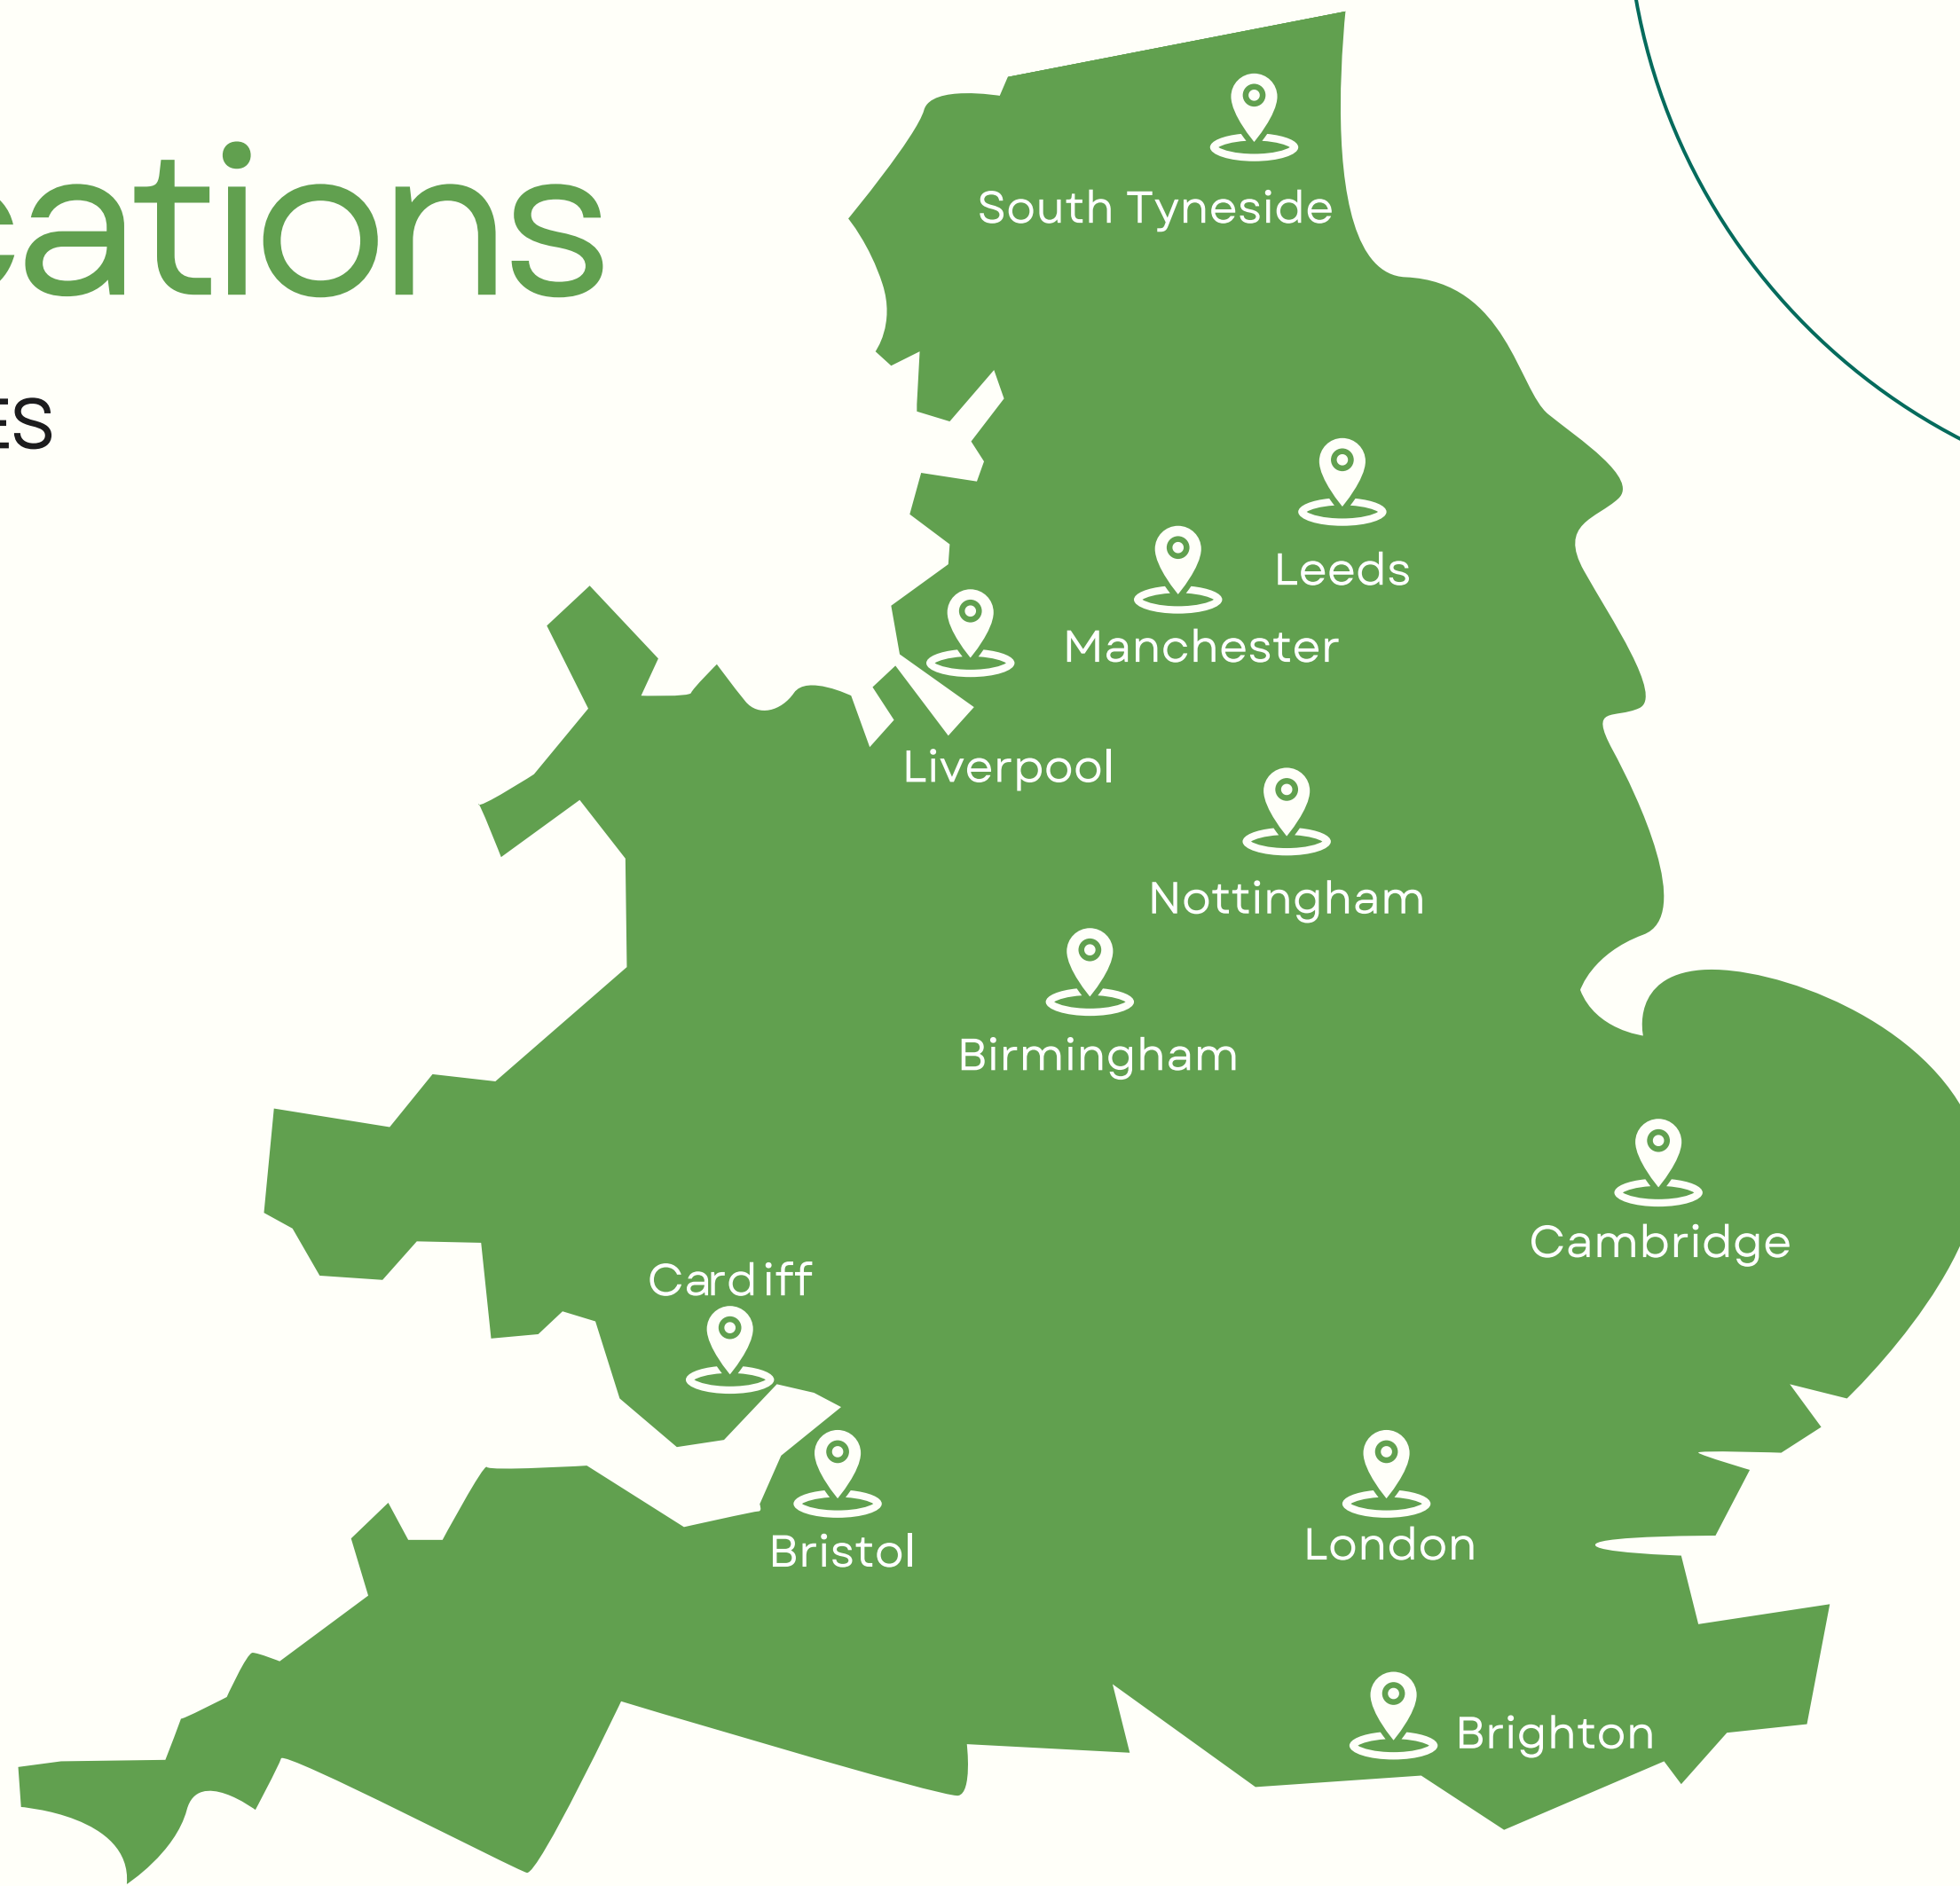 cations
ES
South Tyneside
Leeds
Manchester
Liverpool
Nottingham
Birmingham
Cambridge
Cardiff
Bristol
London
Brighton